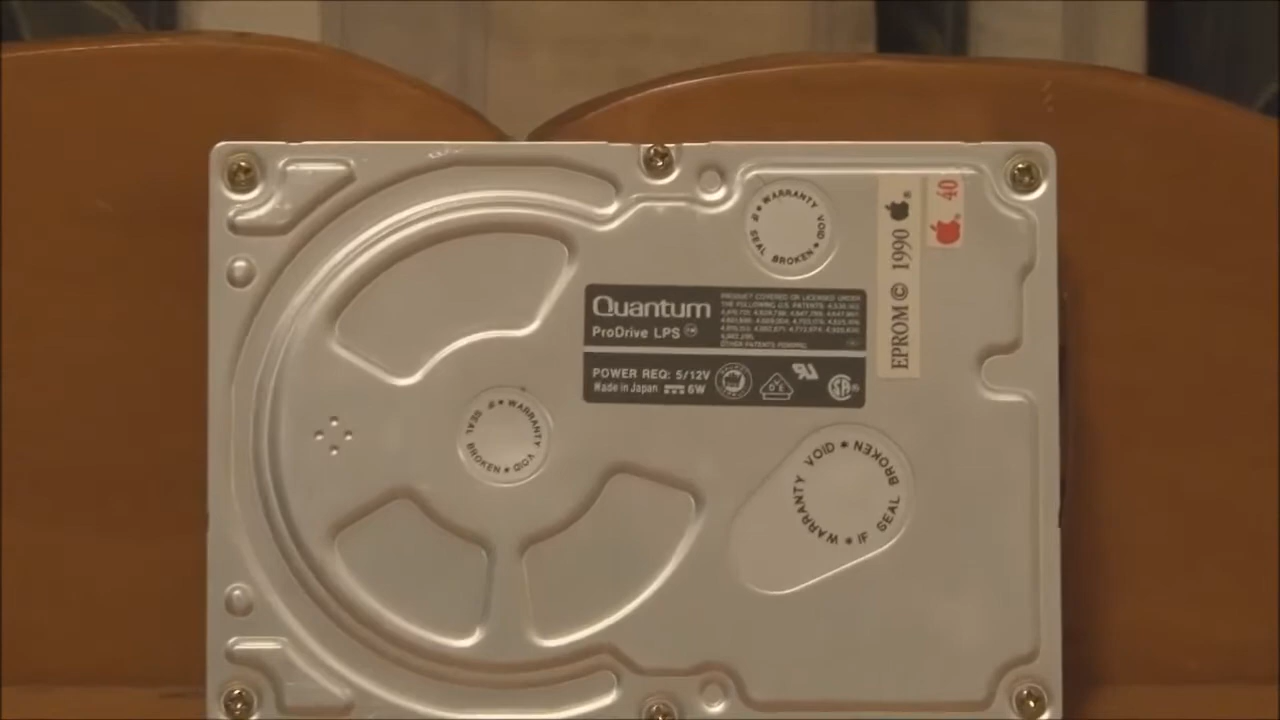 WARRANTY VOID * IF SEAL BROKEN *
EPROM © 1990
®
40
Quantum
ProDrive LPS
PRODUCT COVERED OR LICENSED UNDER
THE FOLLOWING U.S. PATENTS:
OTHER PATENTS PENDING.
POWER REQ: 5/12V
Made in Japan 6W
WARRANTY VOID * IF SEAL BROKEN *
WARRANTY VOID * IF SEAL BROKEN *